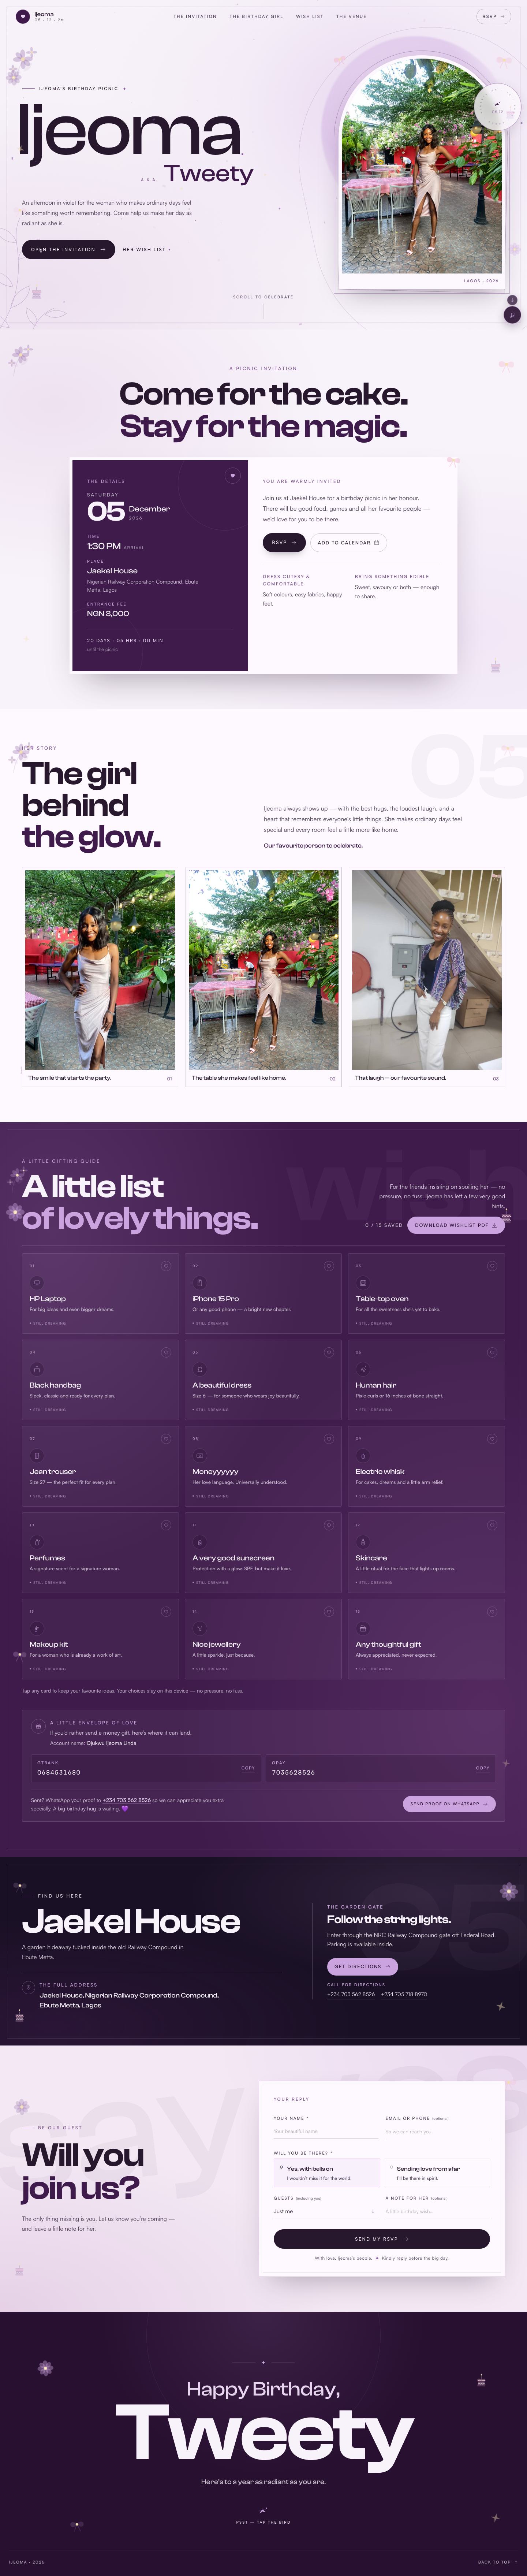 Ijeoma
05 · 12 · 26
THE INVITATION
THE BIRTHDAY GIRL
WISH LIST
THE VENUE
RSVP →
IJEOMA'S BIRTHDAY PICNIC
Ijeoma
A.K.A. Tweety
An afternoon in violet for the woman who makes ordinary days feel
like something worth remembering. Come help us make her day as
radiant as she is.
OPEN THE INVITATION →
HER WISH LIST
LAGOS · 2026
SCROLL TO CELEBRATE
A PICNIC INVITATION
Come for the cake.
Stay for the magic.
THE DETAILS
SATURDAY
05 December
2026
TIME
1:30 PM ARRIVAL
PLACE
Jaekel House
Nigerian Railway Corporation Compound, Ebute
Metta, Lagos
ENTRANCE FEE
NGN 3,000
20 DAYS · 05 HRS · 00 MIN
until the picnic
YOU ARE WARMLY INVITED
Join us at Jaekel House for a birthday picnic in her honour.
There will be good food, games and all her favourite people —
we'd love for you to be there.
RSVP →
ADD TO CALENDAR
DRESS CUTESY &
COMFORTABLE
Soft colours, easy fabrics, happy
feet.
BRING SOMETHING EDIBLE
Sweet, savoury or both — enough
to share.
05
HER STORY
The girl
behind
the glow.
Ijeoma always shows up — with the best hugs, the loudest laugh, and a
heart that remembers everyone's little things. She makes ordinary days feel
special and every room feel a little more like home.
Our favourite person to celebrate.
The smile that starts the party. 01
The table she makes feel like home. 02
That laugh — our favourite sound. 03
A LITTLE GIFTING GUIDE
A little list
of lovely things.
For the friends insisting on spoiling her — no
pressure, no fuss. Ijeoma has left a few very good
hints.
0 / 15 SAVED
DOWNLOAD WISHLIST PDF
01
HP Laptop
For big ideas and even bigger dreams.
STILL DREAMING
02
iPhone 15 Pro
Or any good phone — a bright new chapter.
STILL DREAMING
03
Table-top oven
For all the sweetness she's yet to bake.
STILL DREAMING
04
Black handbag
Sleek, classic and ready for every plan.
STILL DREAMING
05
A beautiful dress
Size 6 — for someone who wears joy beautifully.
STILL DREAMING
06
Human hair
Pixie curls or 16 inches of bone straight
STILL DREAMING
07
Jean trouser
Size 27 — the perfect fit for every plan.
STILL DREAMING
08
Moneyyyyyy
Her love language. Universally understood.
STILL DREAMING
09
Electric whisk
For cakes, dreams and a little arm relief.
STILL DREAMING
10
Perfumes
A signature scent for a signature woman.
STILL DREAMING
11
A very good sunscreen
Protection with a glow. SPF, but make it luxe.
STILL DREAMING
12
Skincare
A little ritual for the face that lights up rooms.
STILL DREAMING
13
Makeup kit
For a woman who is already a work of art.
STILL DREAMING
14
Nice jewellery
A little sparkle, just because.
STILL DREAMING
15
Any thoughtful gift
Always appreciated, never expected.
STILL DREAMING
Tap any card to keep your favourite ideas. Your choices stay on this device — no pressure, no fuss.
A LITTLE ENVELOPE OF LOVE
If you'd rather send a money gift, here's where it can land.
Account name: Ojukwu Ijeoma Linda
GTBANK
0684531680 COPY
OPAY
7035628526 COPY
Sent? WhatsApp your proof to +234 703 562 8526 so we can appreciate you extra
specially. A big birthday hug is waiting. 💜
SEND PROOF ON WHATSAPP →
FIND US HERE
Jaekel House
A garden hideaway tucked inside the old Railway Compound in
Ebute Metta.
THE FULL ADDRESS
Jaekel House, Nigerian Railway Corporation Compound,
Ebute Metta, Lagos
THE GARDEN GATE
Follow the string lights.
Enter through the NRC Railway Compound gate off Federal Road.
Parking is available inside.
GET DIRECTIONS →
CALL FOR DIRECTIONS
+234 703 562 8526 +234 705 718 8970
BE OUR GUEST
Will you
join us?
The only thing missing is you. Let us know you're coming —
and leave a little note for her.
YOUR REPLY
YOUR NAME *
Your beautiful name
EMAIL OR PHONE (optional)
So we can reach you
WILL YOU BE THERE? *
Yes, with bells on
I wouldn't miss it for the world.
Sending love from afar
I'll be there in spirit.
GUESTS (including you)
Just me
A NOTE FOR HER (optional)
A little birthday wish...
SEND MY RSVP →
With love, Ijeoma's people. Kindly reply before the big day.
Happy Birthday,
Tweety
Here's to a year as radiant as you are.
PSST — TAP THE BIRD
IJEOMA · 2026
BACK TO TOP ↑